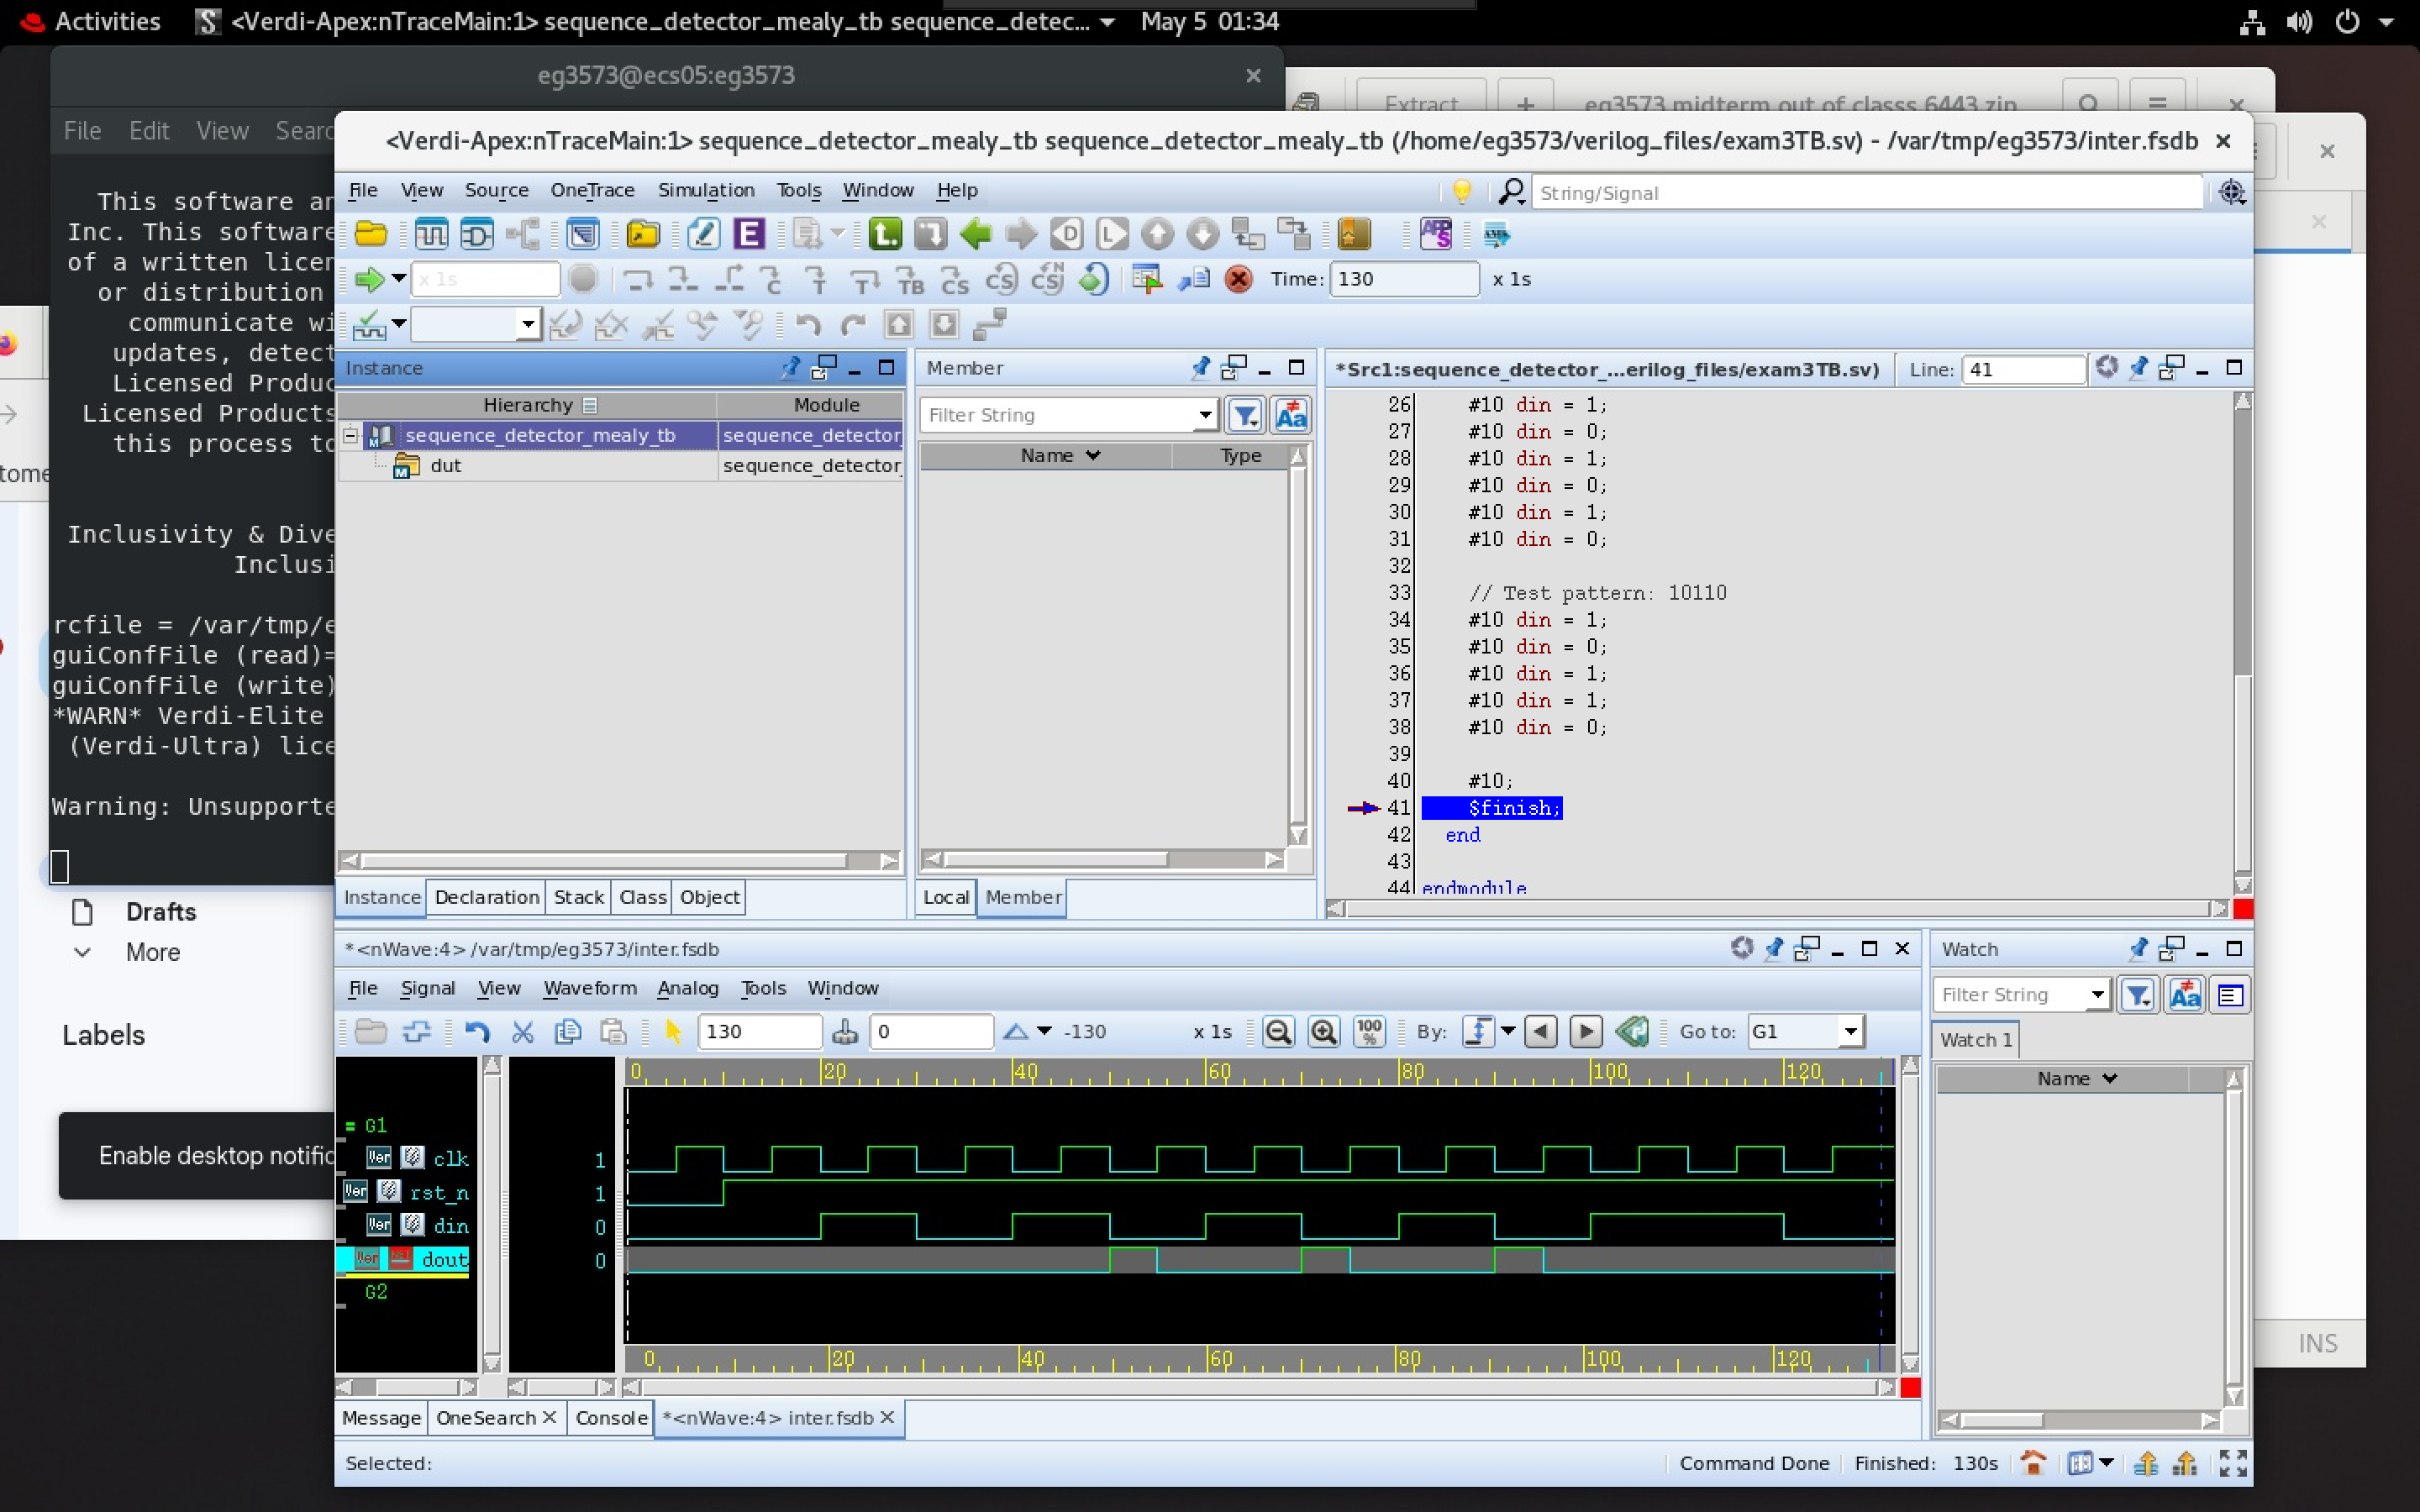 Activities
<Verdi-Apex:nTraceMain:1> sequence_detector_mealy_tb sequence_detec...
May 5 01:34
eg3573@ecs05:eg3573
Extract
eg3573 midterm out of classs 6443.zip
File Edit View Searc
This software ar
Inc. This software
of a written licen
or distribution
communicate wi
updates, detect
Licensed Produc
Licensed Products
this process to
Inclusivity & Dive
Inclusi
rcfile = /var/tmp/e
guiConfFile (read)=
guiConfFile (write)
*WARN* Verdi-Elite
(Verdi-Ultra) lice
Warning: Unsupporte
tome
Drafts
More
Labels
Enable desktop notific
<Verdi-Apex:nTraceMain:1> sequence_detector_mealy_tb sequence_detector_mealy_tb (/home/eg3573/verilog_files/exam3TB.sv) - /var/tmp/eg3573/inter.fsdb
File View Source OneTrace Simulation Tools Window Help
String/Signal
x 1s
Time: 130 x 1s
Instance
Hierarchy Module
sequence_detector_mealy_tb sequence_detector_
dut sequence_detector_
Instance Declaration Stack Class Object
Member
Filter String
Name Type
Local Member
*Src1:sequence_detector_...erilog_files/exam3TB.sv) Line: 41
26 #10 din = 1;
27 #10 din = 0;
28 #10 din = 1;
29 #10 din = 0;
30 #10 din = 1;
31 #10 din = 0;
32
33 // Test pattern: 10110
34 #10 din = 1;
35 #10 din = 0;
36 #10 din = 1;
37 #10 din = 1;
38 #10 din = 0;
39
40 #10;
41 $finish;
42 end
43
44 endmodule
*<nWave:4> /var/tmp/eg3573/inter.fsdb
File Signal View Waveform Analog Tools Window
130 0 -130 x 1s 100 % By: Go to: G1
0 20 40 60 80 100 120
= G1
clk 1
rst_n 1
din 0
dout 0
G2
0 20 40 60 80 100 120
Message OneSearch Console *<nWave:4> inter.fsdb
Watch
Filter String
Watch 1
Name
INS
Selected:
Command Done Finished: 130s